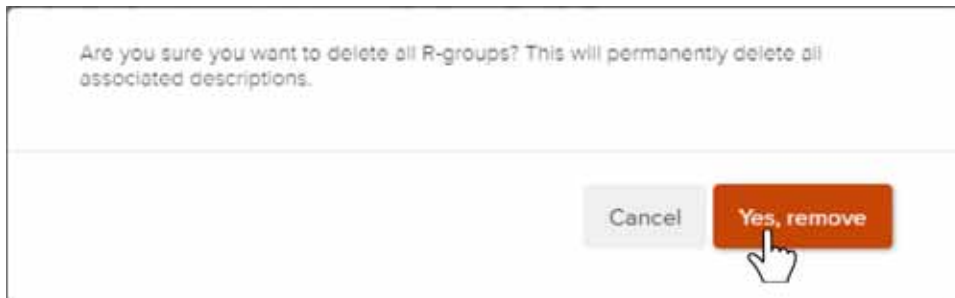 Are you sure you want to delete all R-groups? This will permanently delete all
associated descriptions.
Cancel
Yes, remove